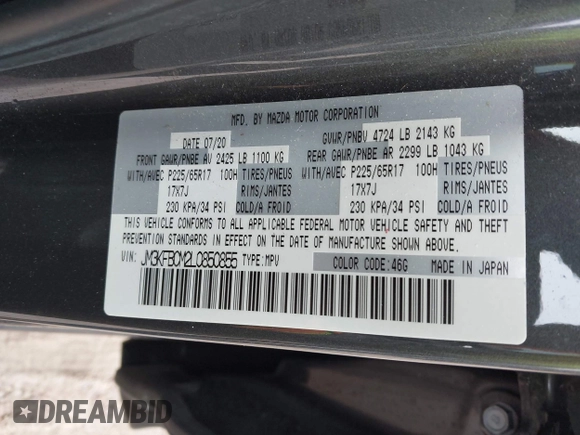 MFD. BY MAZDA MOTOR CORPORATION
DATE 07/20 GVWR/PNBV 4724 LB 2143 KG
FRONT GAWR/PNBE AV 2425 LB 1100 KG REAR GAWR/PNBE AR 2299 LB 1043 KG
WITH/AVEC P225/65R17 100H TIRES/PNEUS WITH/AVEC P225/65R17 100H TIRES/PNEUS
17X7J RIMS/JANTES 17X7J RIMS/JANTES
230 KPA/34 PSI COLD/A FROID 230 KPA/34 PSI COLD/A FROID
THIS VEHICLE CONFORMS TO ALL APPLICABLE FEDERAL MOTOR VEHICLE SAFETY AND THEFT
PREVENTION STANDARDS IN EFFECT ON THE DATE OF MANUFACTURE SHOWN ABOVE.
VIN: JM3KFBCM2L0850855 TYPE:MPV COLOR CODE:46G MADE IN JAPAN
DREAMBID